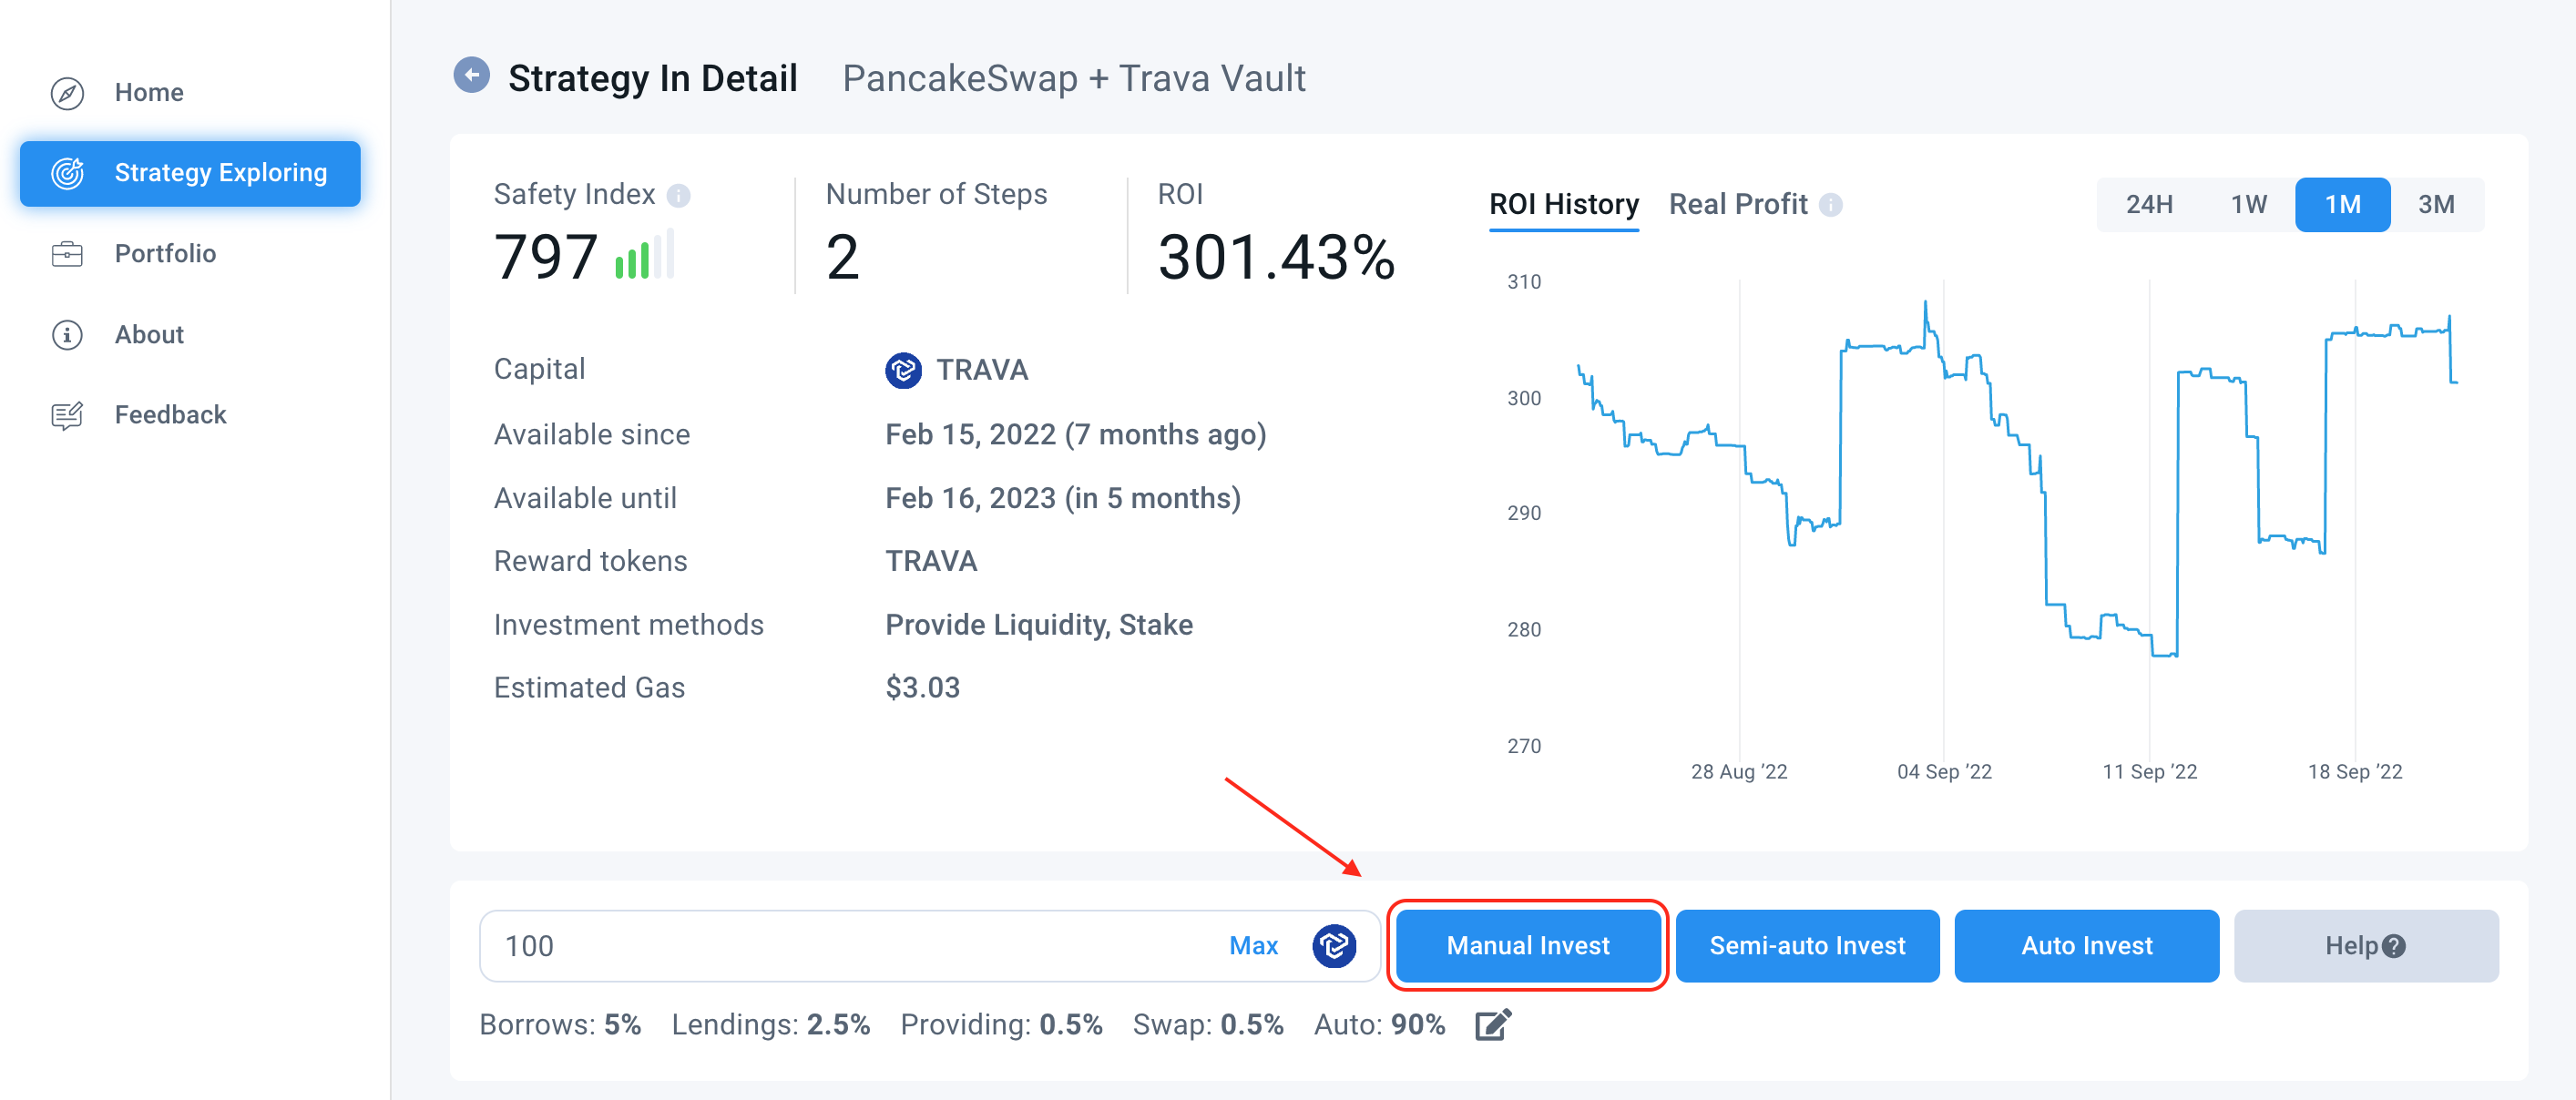 Home
Strategy Exploring
Portfolio
About
Feedback
Strategy In Detail PancakeSwap + Trava Vault
Safety Index
797
Number of Steps
2
ROI
301.43%
Capital TRAVA
Available since Feb 15, 2022 (7 months ago)
Available until Feb 16, 2023 (in 5 months)
Reward tokens TRAVA
Investment methods Provide Liquidity, Stake
Estimated Gas $3.03
ROI History Real Profit
24H 1W 1M 3M
310
300
290
280
270
28 Aug '22 04 Sep '22 11 Sep '22 18 Sep '22
100 Max
Manual Invest
Semi-auto Invest
Auto Invest
Help?
Borrows: 5% Lendings: 2.5% Providing: 0.5% Swap: 0.5% Auto: 90%